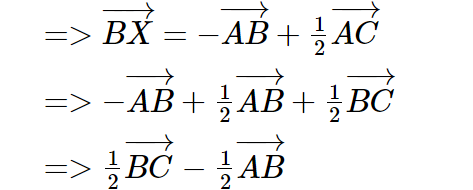 => $\overrightarrow{BX} = -\overrightarrow{AB} + \frac{1}{2}\overrightarrow{AC}$
=> $-\overrightarrow{AB} + \frac{1}{2}\overrightarrow{AB} + \frac{1}{2}\overrightarrow{BC}$
=> $\frac{1}{2}\overrightarrow{BC} - \frac{1}{2}\overrightarrow{AB}$